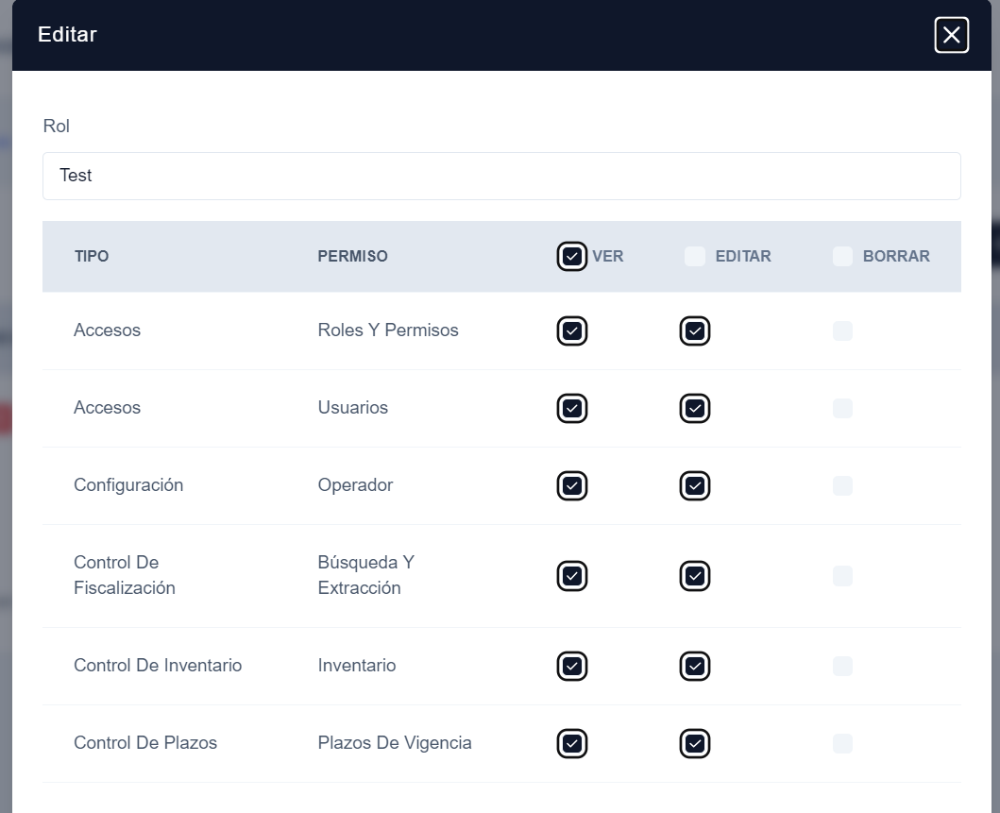 Editar
Rol
Test
TIPO PERMISO VER EDITAR BORRAR
Accesos Roles Y Permisos
Accesos Usuarios
Configuración Operador
Control De Búsqueda Y
Fiscalización Extracción
Control De Inventario Inventario
Control De Plazos Plazos De Vigencia